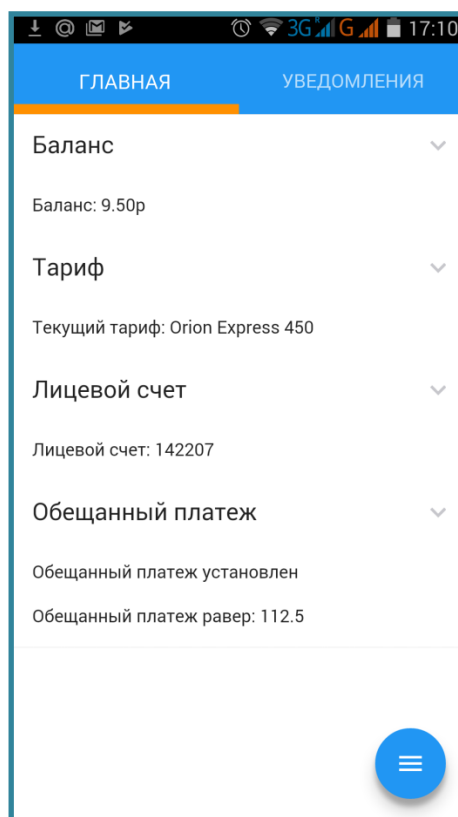 3G R G 17:10
ГЛАВНАЯ УВЕДОМЛЕНИЯ
Баланс
Баланс: 9.50р
Тариф
Текущий тариф: Orion Express 450
Лицевой счет
Лицевой счет: 142207
Обещанный платеж
Обещанный платеж установлен
Обещанный платеж равер: 112.5